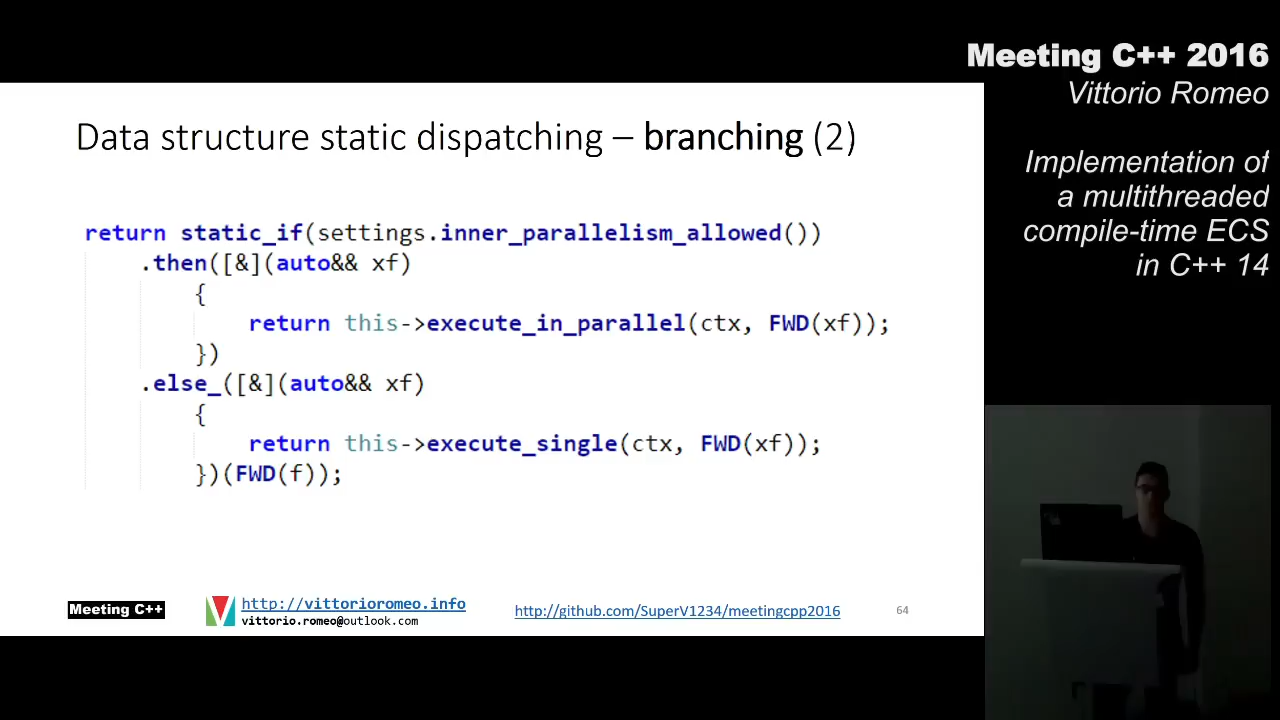 Meeting C++ 2016
Vittorio Romeo
Implementation of
a multithreaded
compile-time ECS
in C++ 14
Data structure static dispatching – branching (2)
return static_if(settings.inner_parallelism_allowed())
.then([&](auto&& xf)
{
return this->execute_in_parallel(ctx, FWD(xf));
})
.else_([&](auto&& xf)
{
return this->execute_single(ctx, FWD(xf));
})(FWD(f));
Meeting C++
http://vittorioromeo.info
vittorio.romeo@outlook.com
http://github.com/SuperV1234/meetingcpp2016
64